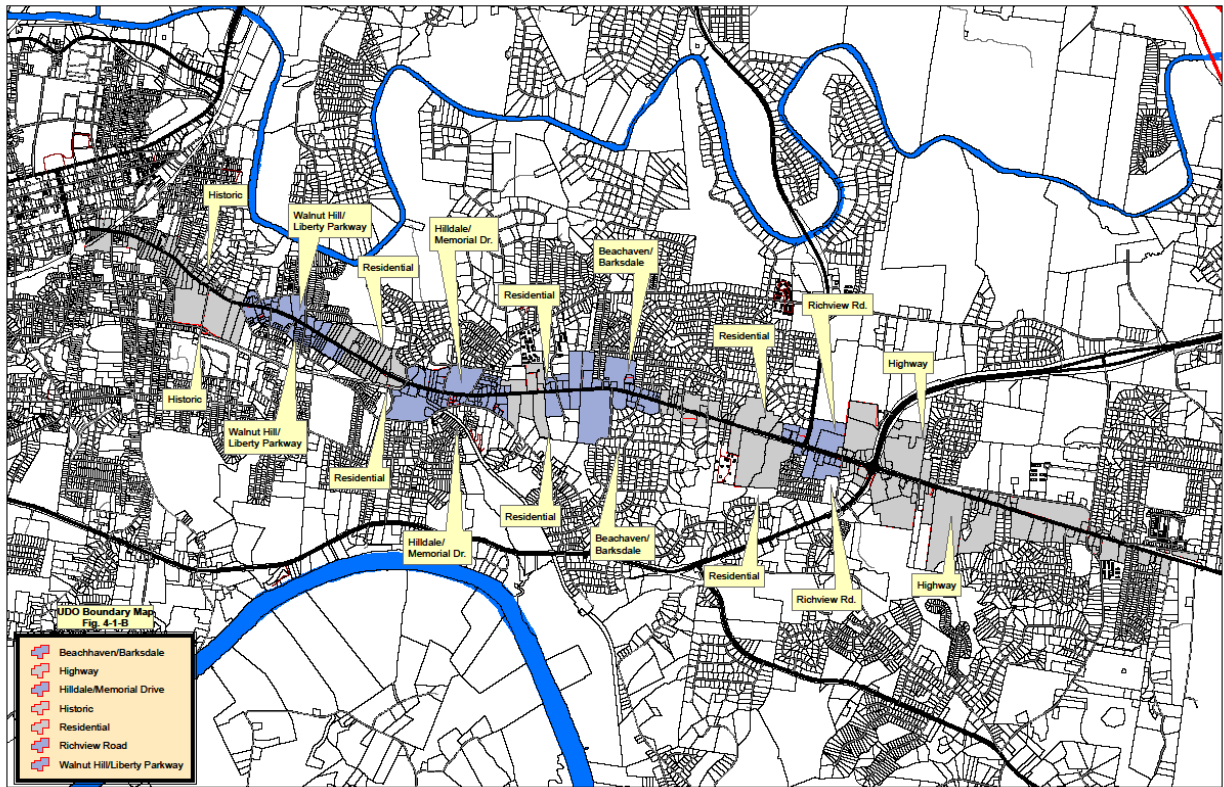 Historic
Walnut Hill/
Liberty Parkway
Residential
Hilldale/
Memorial Dr.
Residential
Beachaven/
Barksdale
Residential
Richview Rd.
Highway
Historic
Walnut Hill/
Liberty Parkway
Residential
Hilldale/
Memorial Dr.
Residential
Beachaven/
Barksdale
Residential
Richview Rd.
Highway
UDO Boundary Map
Fig. 4-1-B
Beachhaven/Barksdale
Highway
Hilldale/Memorial Drive
Historic
Residential
Richview Road
Walnut Hill/Liberty Parkway